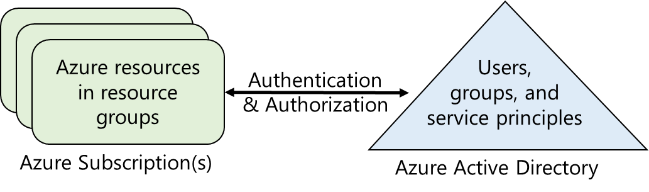 Azure resources
in resource
groups
Azure Subscription(s)
Authentication
& Authorization
Users,
groups, and
service principles
Azure Active Directory